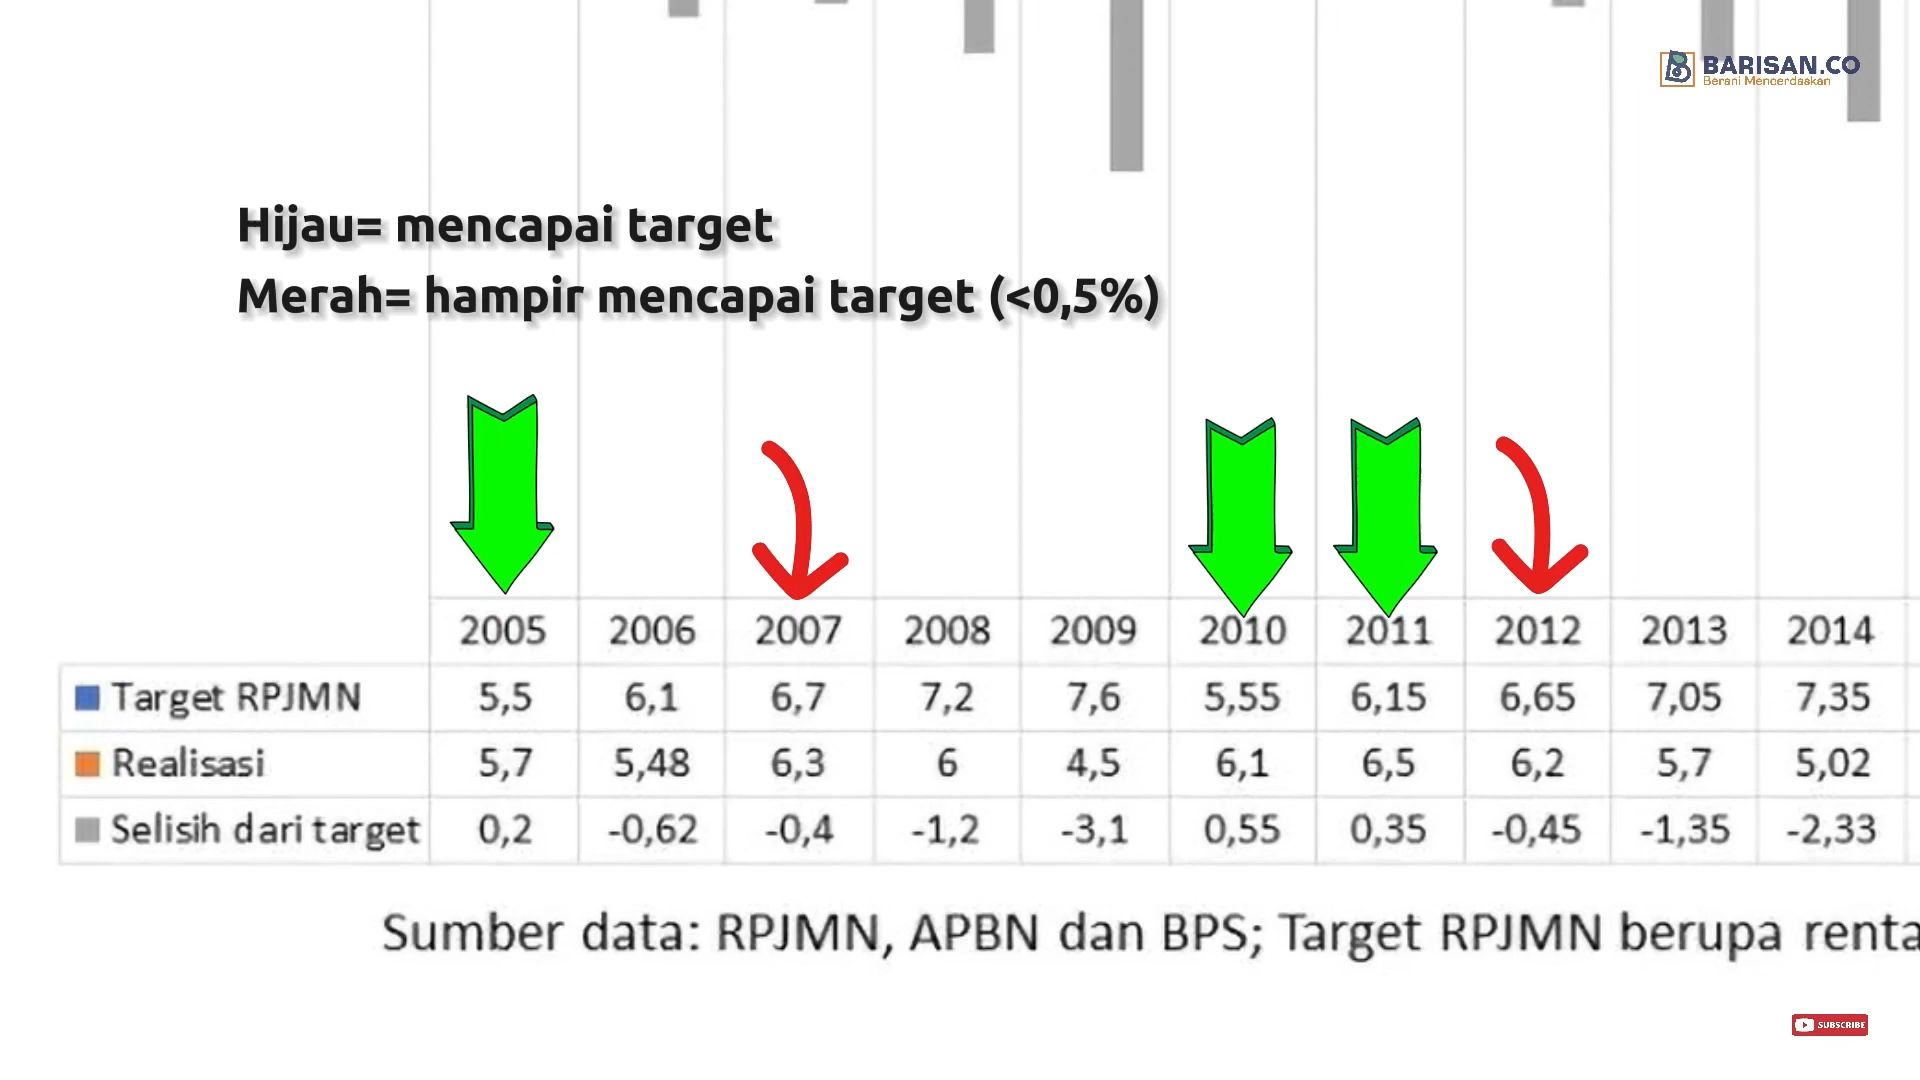 BARISAN.CO
Berani Mencerdaskan
Hijau= mencapai target
Merah= hampir mencapai target (<0,5%)
2005 2006 2007 2008 2009 2010 2011 2012 2013 2014
Target RPJMN 5,5 6,1 6,7 7,2 7,6 5,55 6,15 6,65 7,05 7,35
Realisasi 5,7 5,48 6,3 6 4,5 6,1 6,5 6,2 5,7 5,02
Selisih dari target 0,2 -0,62 -0,4 -1,2 -3,1 0,55 0,35 -0,45 -1,35 -2,33
Sumber data: RPJMN, APBN dan BPS; Target RPJMN berupa renta
SUBSCRIBE